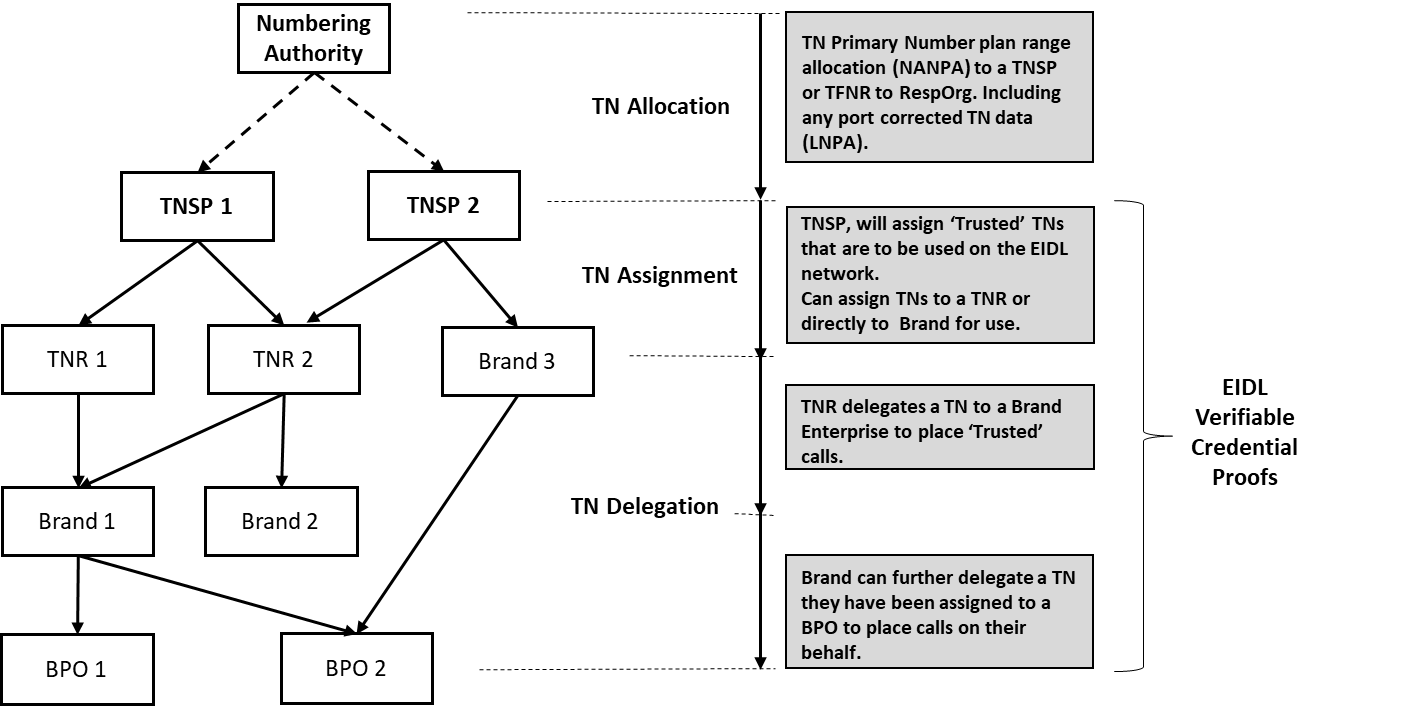 Numbering
Authority
TN Allocation
TN Primary Number plan range
allocation (NANPA) to a TNSP
or TFNR to RespOrg. Including
any port corrected TN data
(LNPA).
TNSP 1
TNSP 2
TN Assignment
TNSP, will assign ‘Trusted’ TNs
that are to be used on the EIDL
network.
Can assign TNs to a TNR or
directly to Brand for use.
TNR 1
TNR 2
Brand 3
TNR delegates a TN to a Brand
Enterprise to place ‘Trusted’
calls.
EIDL
Verifiable
Credential
Proofs
Brand 1
Brand 2
TN Delegation
Brand can further delegate a TN
they have been assigned to a
BPO to place calls on their
behalf.
BPO 1
BPO 2